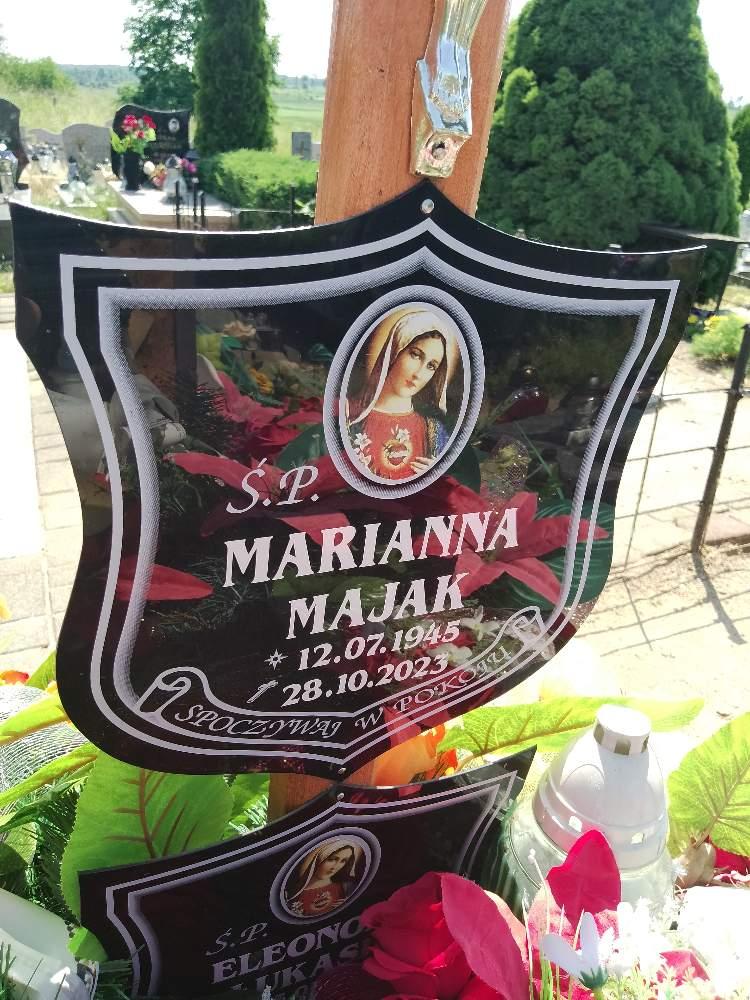 Ś.P.
MARIANNA
MAJAK
12.07.1945
28.10.2023
SPOCZYWAJ W POKOJU
Ś.P.